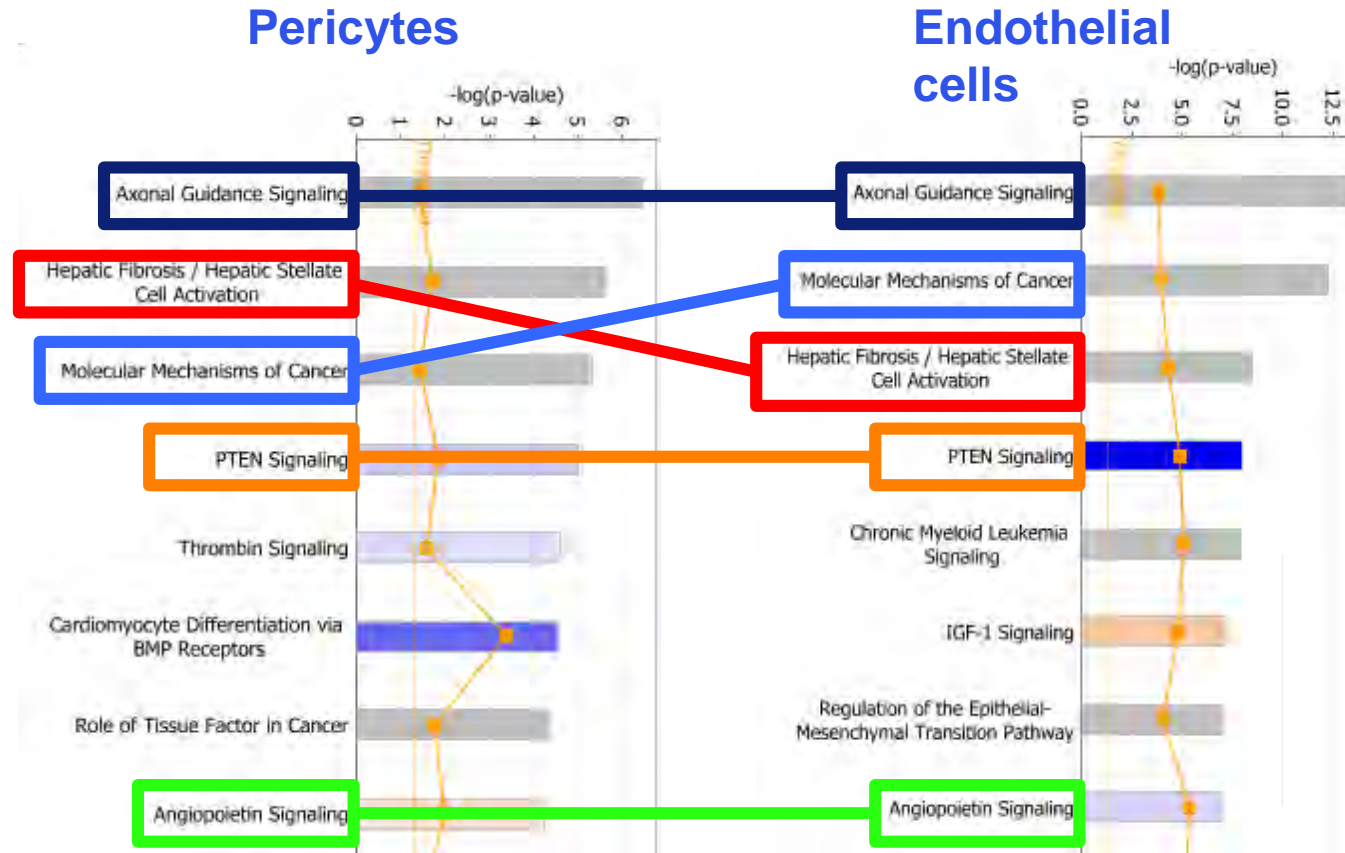 Pericytes
-log(p-value)
0 1 2 3 4 5 6
Axonal Guidance Signaling
Hepatic Fibrosis / Hepatic Stellate
Cell Activation
Molecular Mechanisms of Cancer
PTEN Signaling
Thrombin Signaling
Cardiomyocyte Differentiation via
BMP Receptors
Role of Tissue Factor in Cancer
Angiopoietin Signaling
Endothelial
cells
-log(p-value)
0.0 2.5 5.0 7.5 10.0 12.5
Axonal Guidance Signaling
Molecular Mechanisms of Cancer
Hepatic Fibrosis / Hepatic Stellate
Cell Activation
PTEN Signaling
Chronic Myeloid Leukemia
Signaling
IGF-1 Signaling
Regulation of the Epithelial-
Mesenchymal Transition Pathway
Angiopoietin Signaling